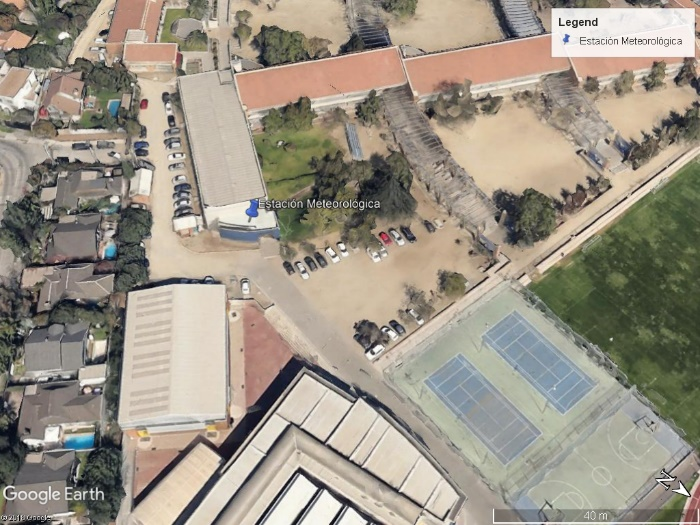 Legend
Estación Meteorológica
Estación Meteorológica
Google Earth
N
40 m